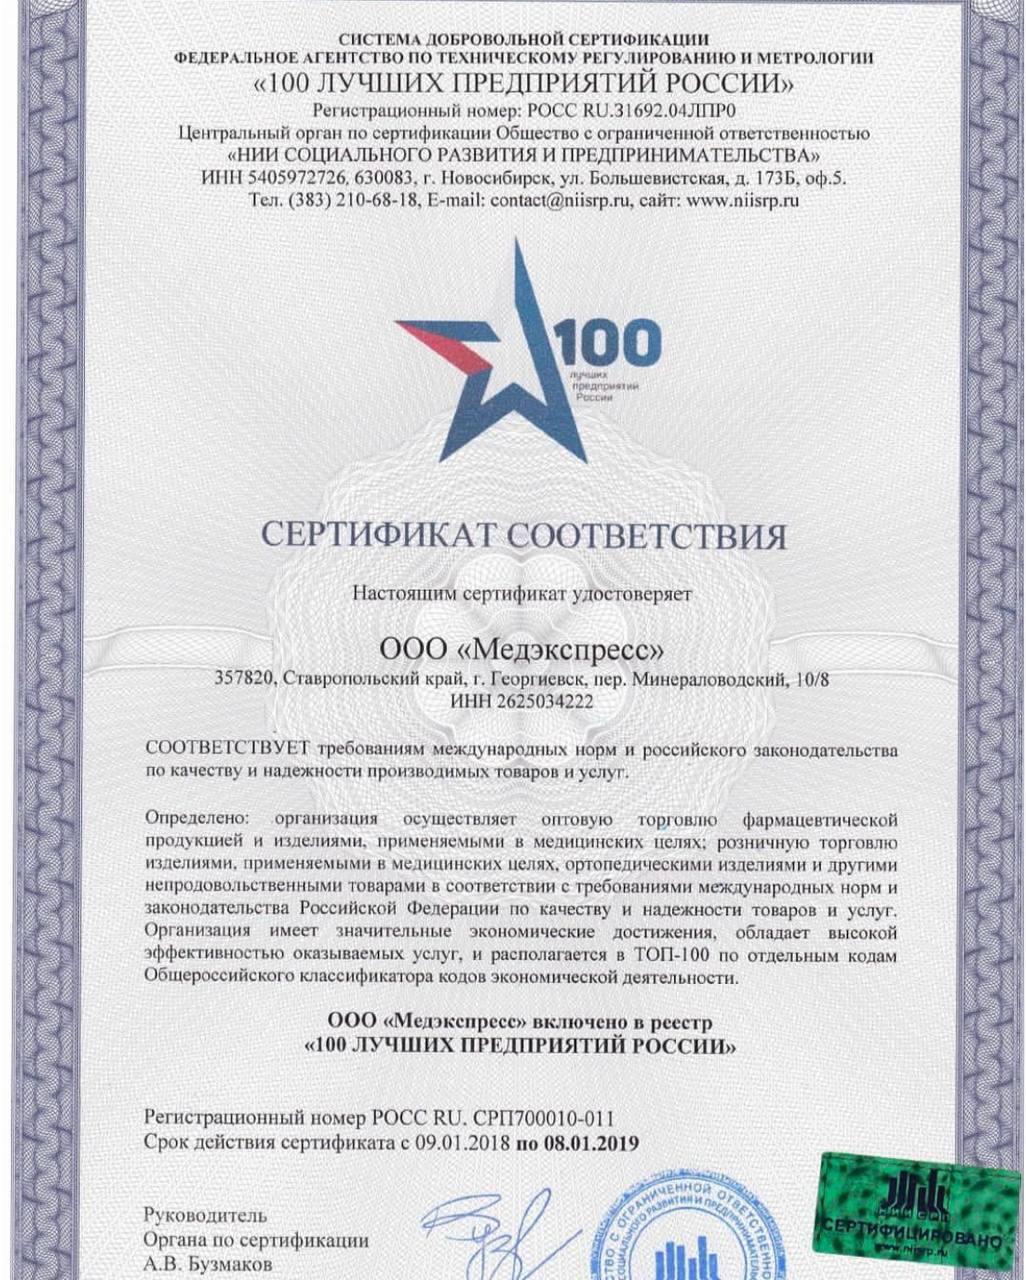 СИСТЕМА ДОБРОВОЛЬНОЙ СЕРТИФИКАЦИИ
ФЕДЕРАЛЬНОЕ АГЕНТСТВО ПО ТЕХНИЧЕСКОМУ РЕГУЛИРОВАНИЮ И МЕТРОЛОГИИ
«100 ЛУЧШИХ ПРЕДПРИЯТИЙ РОССИИ»
Регистрационный номер: РОСС RU.31692.04ЛПР0
Центральный орган по сертификации Общество с ограниченной ответственностью
«НИИ СОЦИАЛЬНОГО РАЗВИТИЯ И ПРЕДПРИНИМАТЕЛЬСТВА»
ИНН 5405972726, 630083, г. Новосибирск, ул. Большевистская, д. 173Б, оф.5.
Тел. (383) 210-68-18, E-mail: contact@niisrp.ru, сайт: www.niisrp.ru
100
лучших
предприятий
России
СЕРТИФИКАТ СООТВЕТСТВИЯ
Настоящим сертификат удостоверяет
ООО «Медэкспресс»
357820, Ставропольский край, г. Георгиевск, пер. Минераловодский, 10/8
ИНН 2625034222
СООТВЕТСТВУЕТ требованиям международных норм и российского законодательства
по качеству и надежности производимых товаров и услуг.
Определено: организация осуществляет оптовую торговлю фармацевтической
продукцией и изделиями, применяемыми в медицинских целях; розничную торговлю
изделиями, применяемыми в медицинских целях, ортопедическими изделиями и другими
непродовольственными товарами в соответствии с требованиями международных норм и
законодательства Российской Федерации по качеству и надежности товаров и услуг.
Организация имеет значительные экономические достижения, обладает высокой
эффективностью оказываемых услуг, и располагается в ТОП-100 по отдельным кодам
Общероссийского классификатора кодов экономической деятельности.
ООО «Медэкспресс» включено в реестр
«100 ЛУЧШИХ ПРЕДПРИЯТИЙ РОССИИ»
Регистрационный номер РОСС RU. СРП700010-011
Срок действия сертификата с 09.01.2018 по 08.01.2019
Руководитель
Органа по сертификации
А.В. Бузмаков
С ОГРАНИЧЕННОЙ
СОЦИАЛЬНОГО РАЗВИТИЯ И
НИИ СРП
СЕРТИФИЦИРОВАНО
www.niisrp.ru